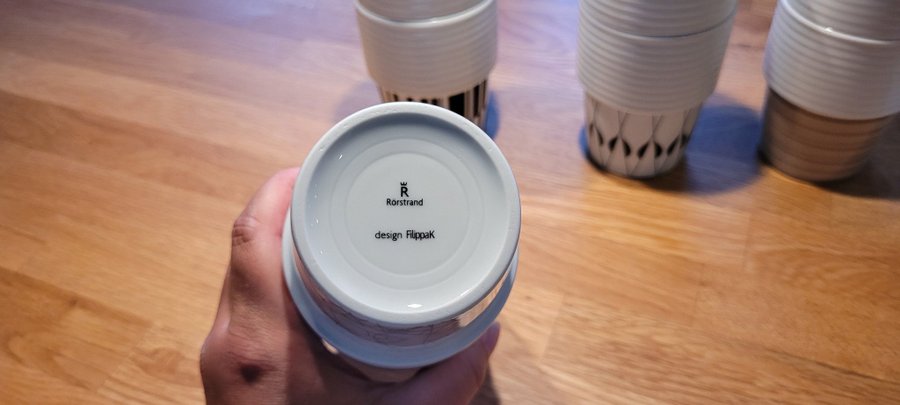 R
Rörstrand
design FilippaK